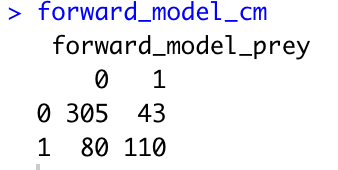 > forward_model_cm
forward_model_prey
0 1
0 305 43
1 80 110